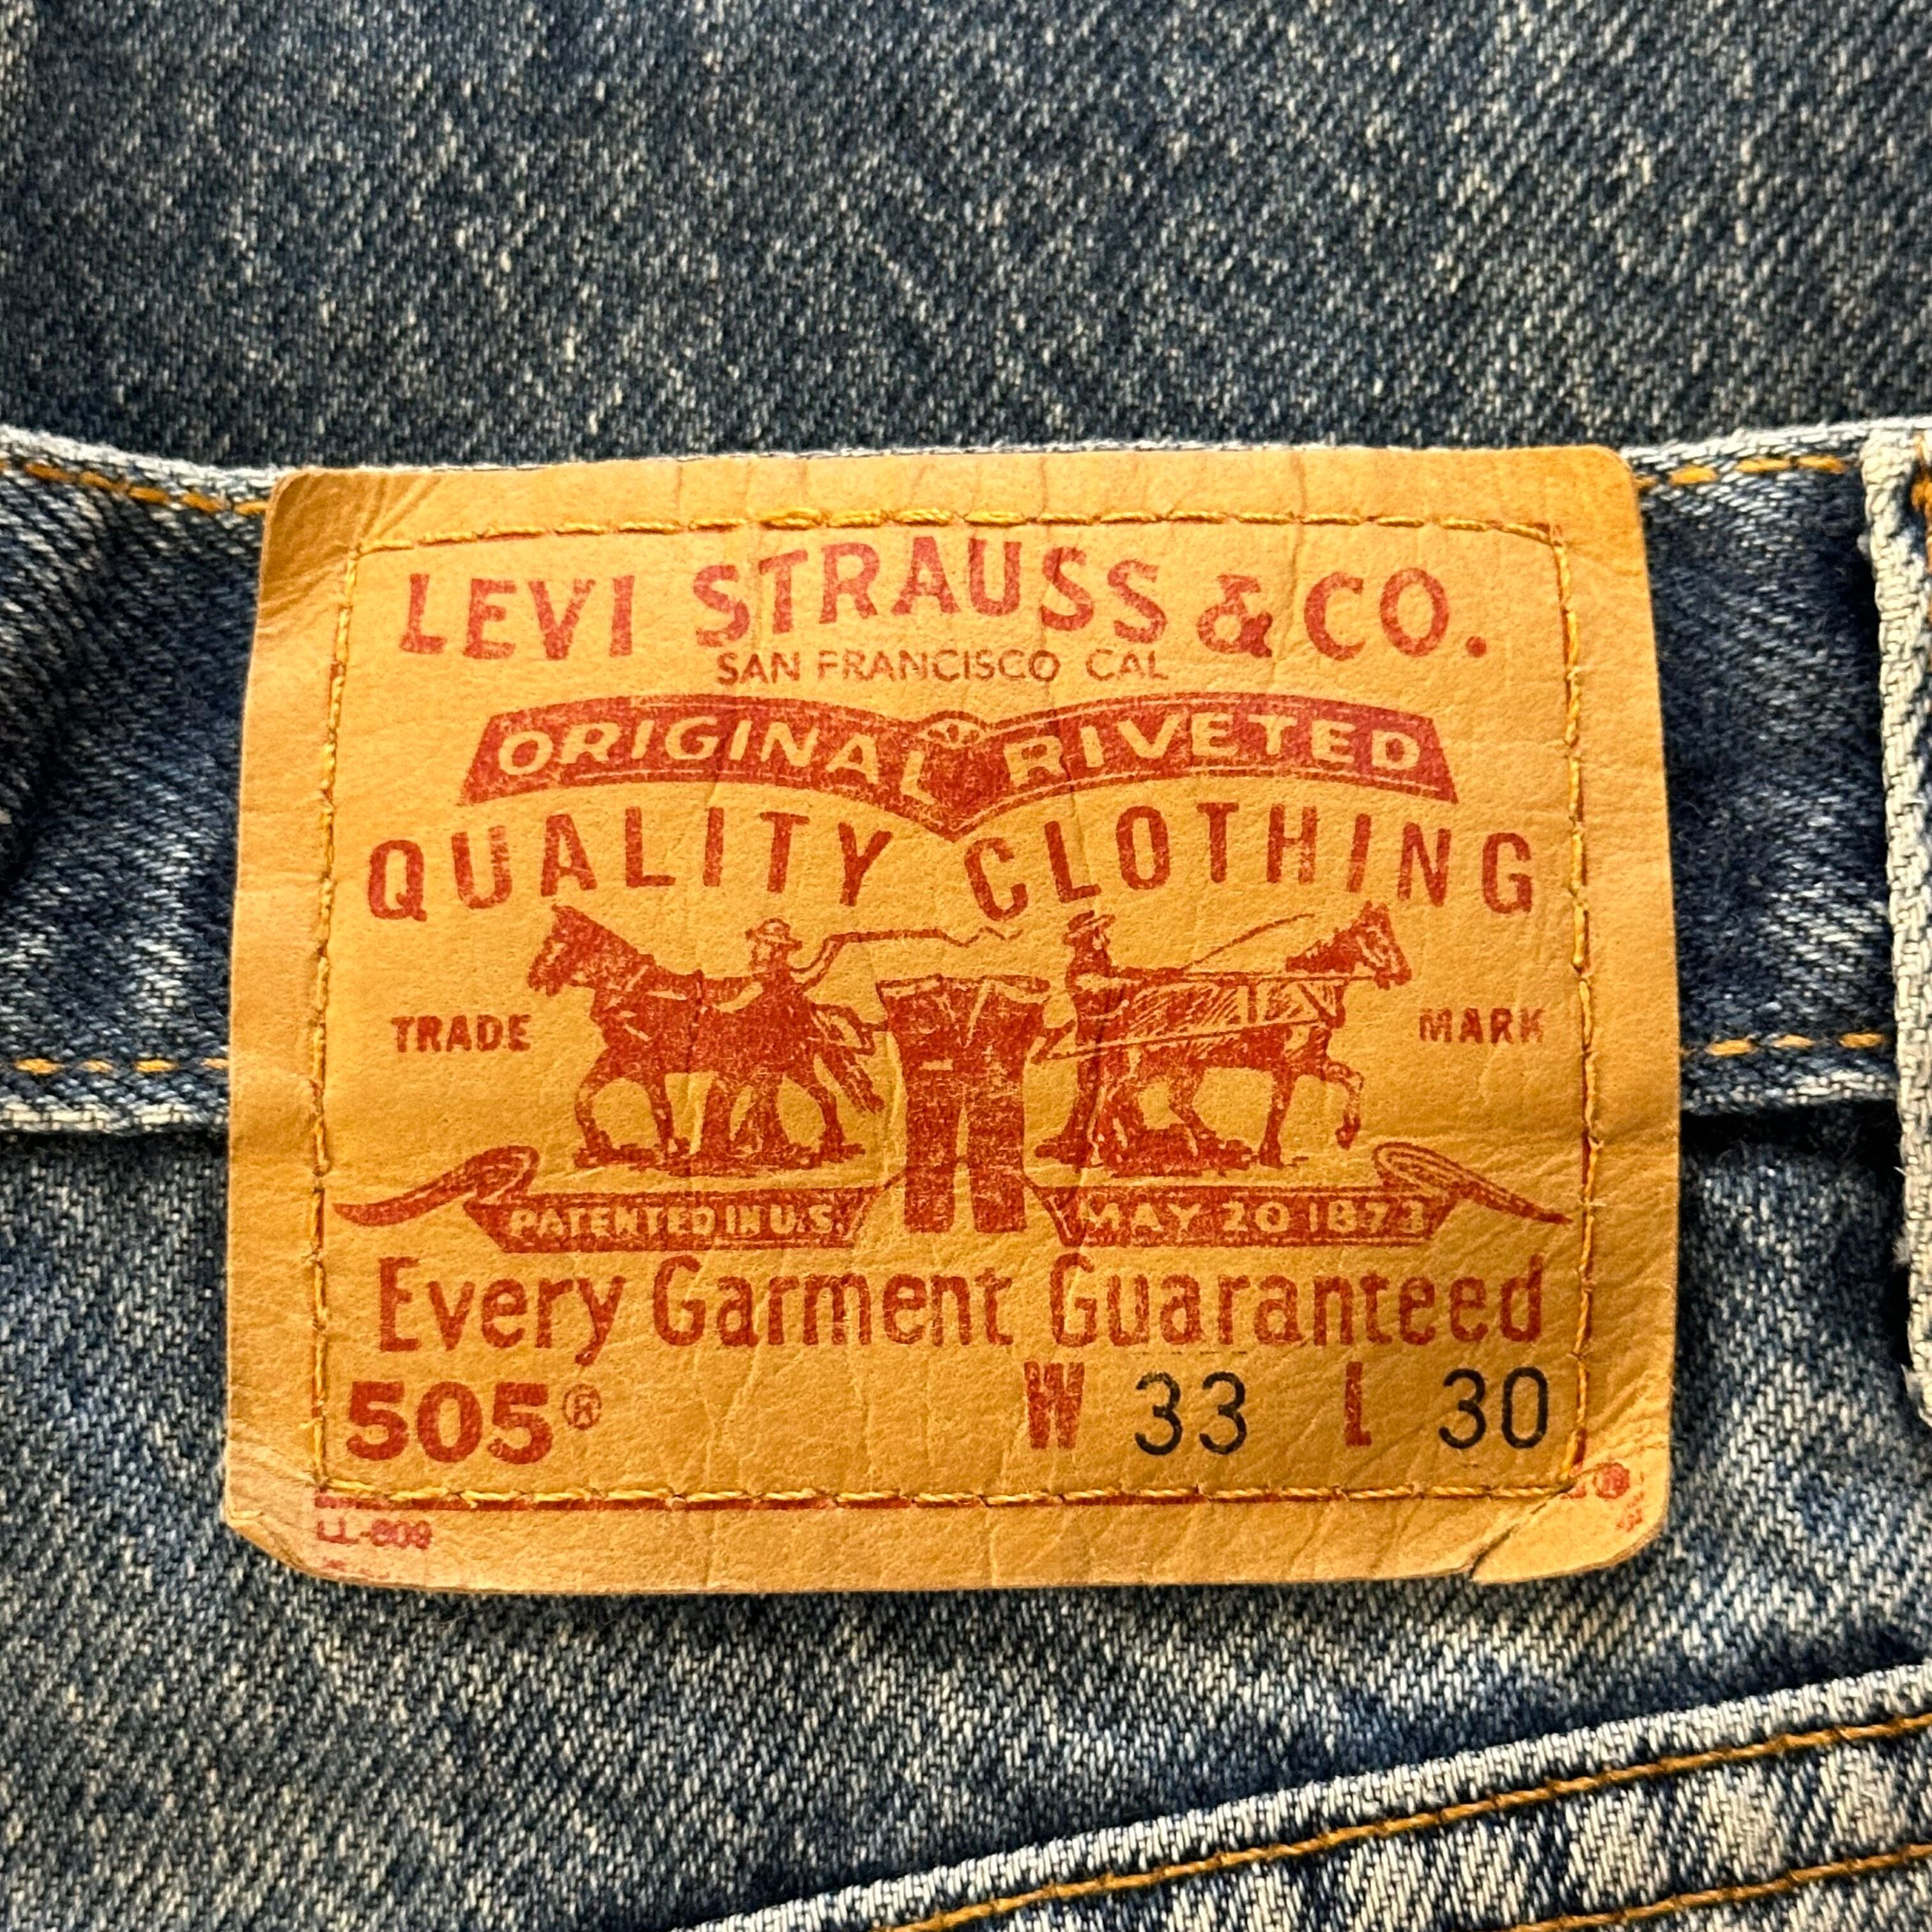 LEVI STRAUSS & CO.
SAN FRANCISCO CAL
ORIGINAL RIVETED
QUALITY CLOTHING
TRADE MARK
PATENTED IN U.S. MAY 20 1873
Every Garment Guaranteed
505® W 33 L 30
®